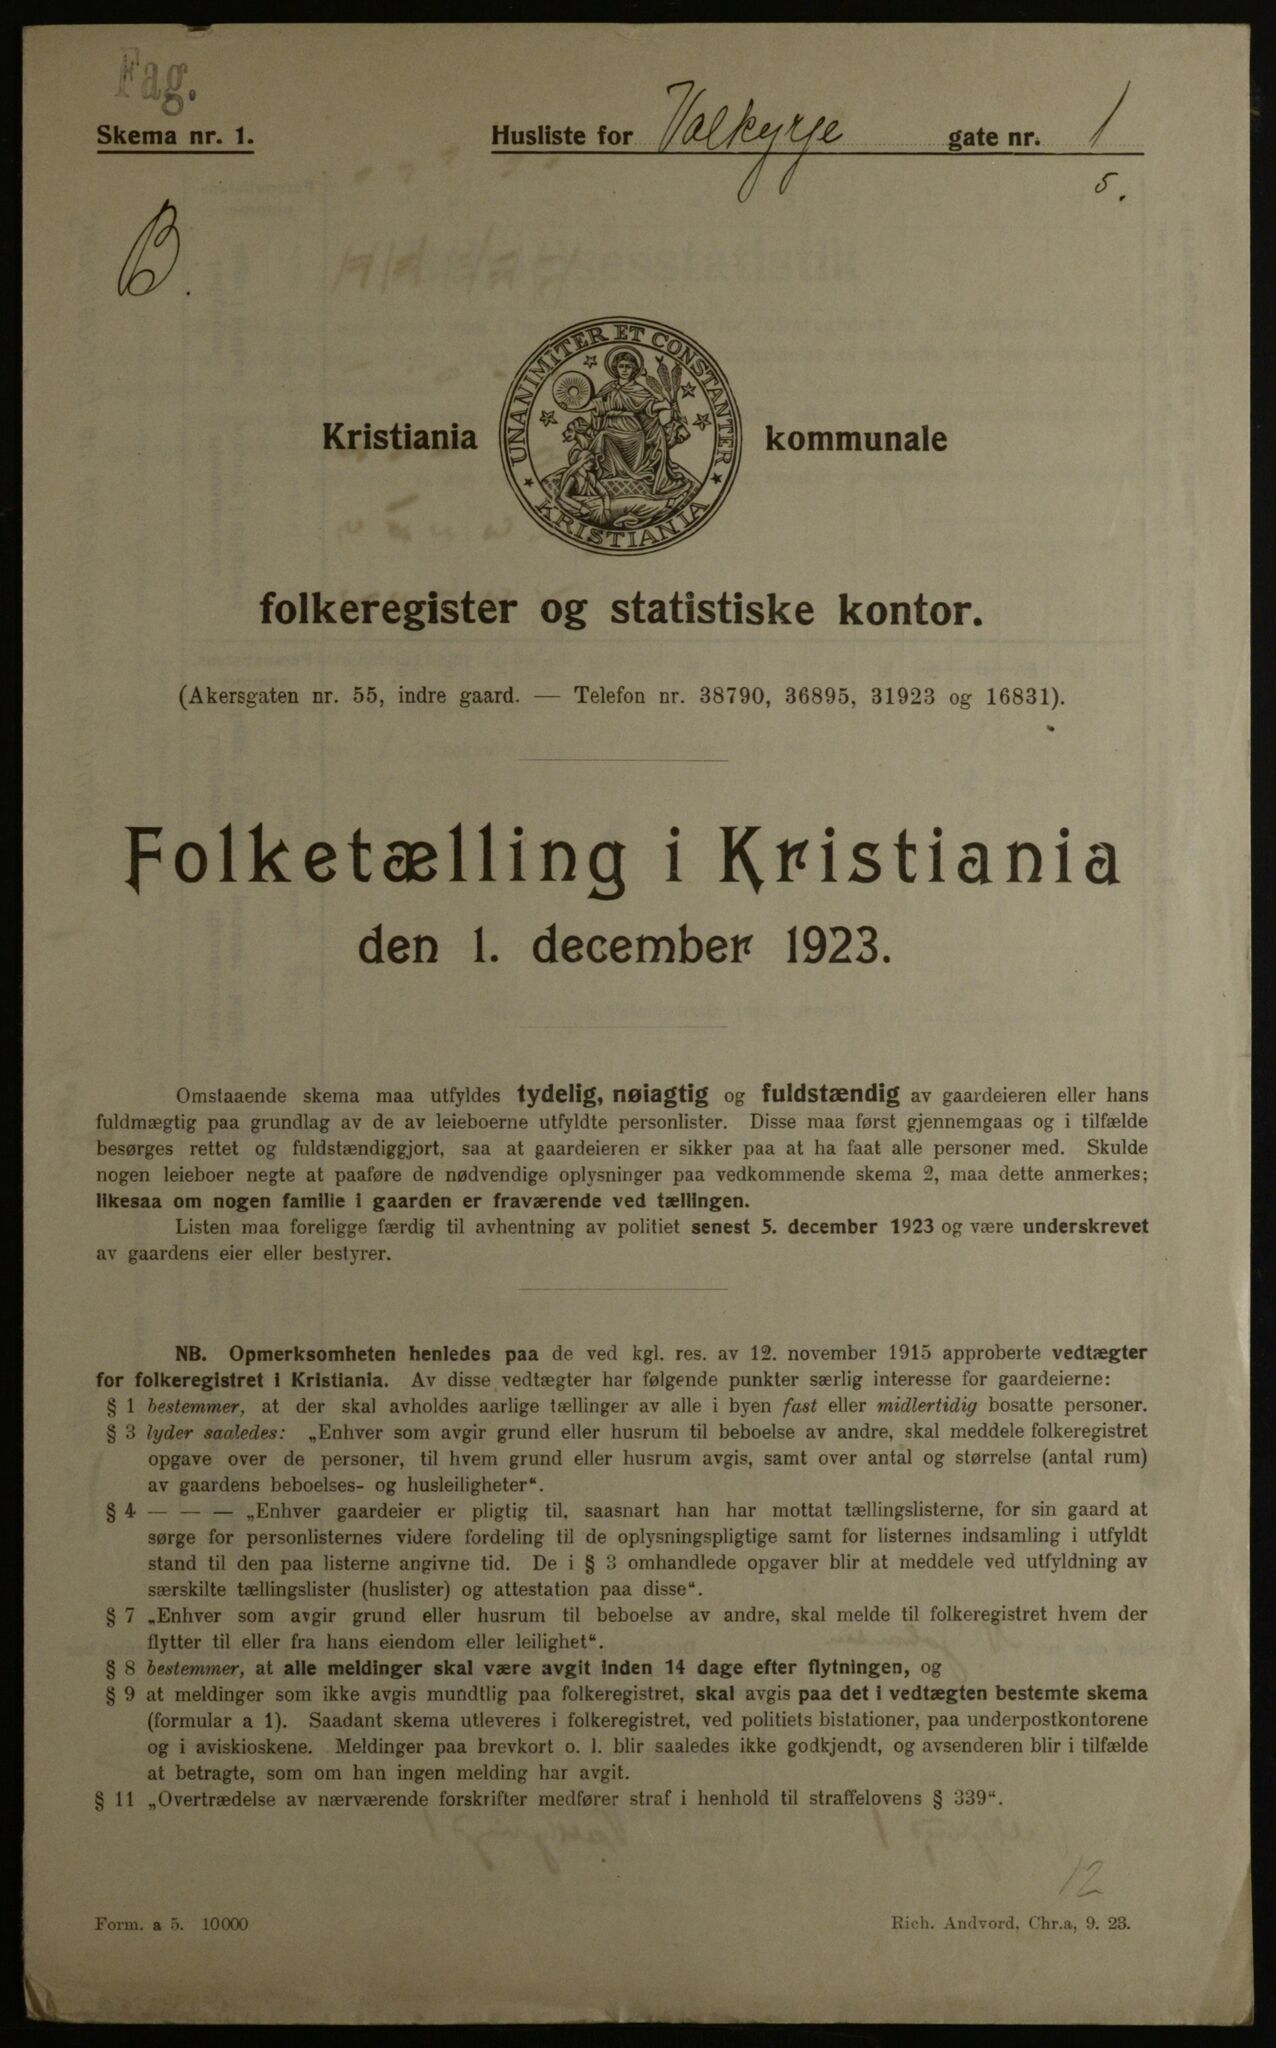 Fag.
Skema nr. 1. Husliste for Valkyrje gate nr. 1
5.
B.
UNANIMITER ET CONSTANTER
KRISTIANIA
Kristiania kommunale
folkeregister og statistiske kontor.
(Akersgaten nr. 55, indre gaard. — Telefon nr. 38790, 36895, 31923 og 16831).
Folketælling i Kristiania
den 1. december 1923.
Omstaaende skema maa utfyldes tydelig, nøiagtig og fuldstændig av gaardeieren eller hans
fuldmægtig paa grundlag av de av leieboerne utfyldte personlister. Disse maa først gjennemgaas og i tilfælde
besørges rettet og fuldstændiggjort, saa at gaardeieren er sikker paa at ha faat alle personer med. Skulde
nogen leieboer negte at paaføre de nødvendige oplysninger paa vedkommende skema 2, maa dette anmerkes;
likesaa om nogen familie i gaarden er fraværende ved tællingen.
Listen maa foreligge færdig til avhentning av politiet senest 5. december 1923 og være underskrevet
av gaardens eier eller bestyrer.
NB. Opmerksomheten henledes paa de ved kgl. res. av 12. november 1915 approberte vedtægter
for folkeregistret i Kristiania. Av disse vedtægter har følgende punkter særlig interesse for gaardeierne:
§ 1 bestemmer, at der skal avholdes aarlige tællinger av alle i byen fast eller midlertidig bosatte personer.
§ 3 lyder saaledes: „Enhver som avgir grund eller husrum til beboelse av andre, skal meddele folkeregistret
opgave over de personer, til hvem grund eller husrum avgis, samt over antal og størrelse (antal rum)
av gaardens beboelses- og husleiligheter“.
§ 4 — — — „Enhver gaardeier er pligtig til, saasnart han har mottat tællingslisterne, for sin gaard at
sørge for personlisternes videre fordeling til de oplysningspligtige samt for listernes indsamling i utfyldt
stand til den paa listerne angivne tid. De i § 3 omhandlede opgaver blir at meddele ved utfyldning av
særskilte tællingslister (huslister) og attestation paa disse“.
§ 7 „Enhver som avgir grund eller husrum til beboelse av andre, skal melde til folkeregistret hvem der
flytter til eller fra hans eiendom eller leilighet“.
§ 8 bestemmer, at alle meldinger skal være avgit inden 14 dage efter flytningen, og
§ 9 at meldinger som ikke avgis mundtlig paa folkeregistret, skal avgis paa det i vedtægten bestemte skema
(formular a 1). Saadant skema utleveres i folkeregistret, ved politiets bistationer, paa underpostkontorene
og i aviskioskene. Meldinger paa brevkort o. l. blir saaledes ikke godkjendt, og avsenderen blir i tilfælde
at betragte, som om han ingen melding har avgit.
§ 11 „Overtrædelse av nærværende forskrifter medfører straf i henhold til straffelovens § 339“.
12
Form. a 5. 10000 Rich. Andvord, Chr.a, 9. 23.